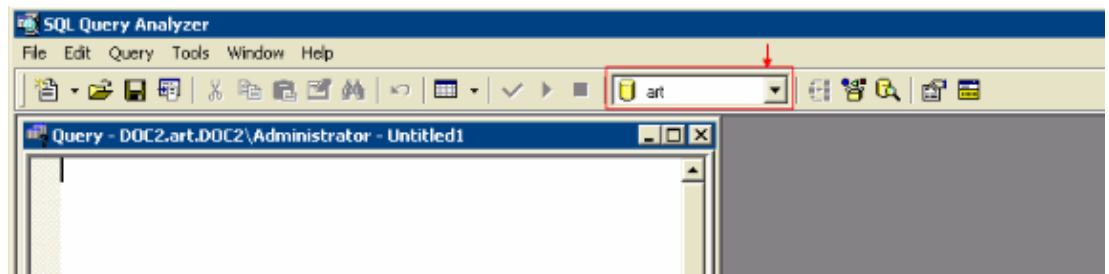 SQL Query Analyzer
File Edit Query Tools Window Help
art
Query - DOC2.art.DOC2\Administrator - Untitled1